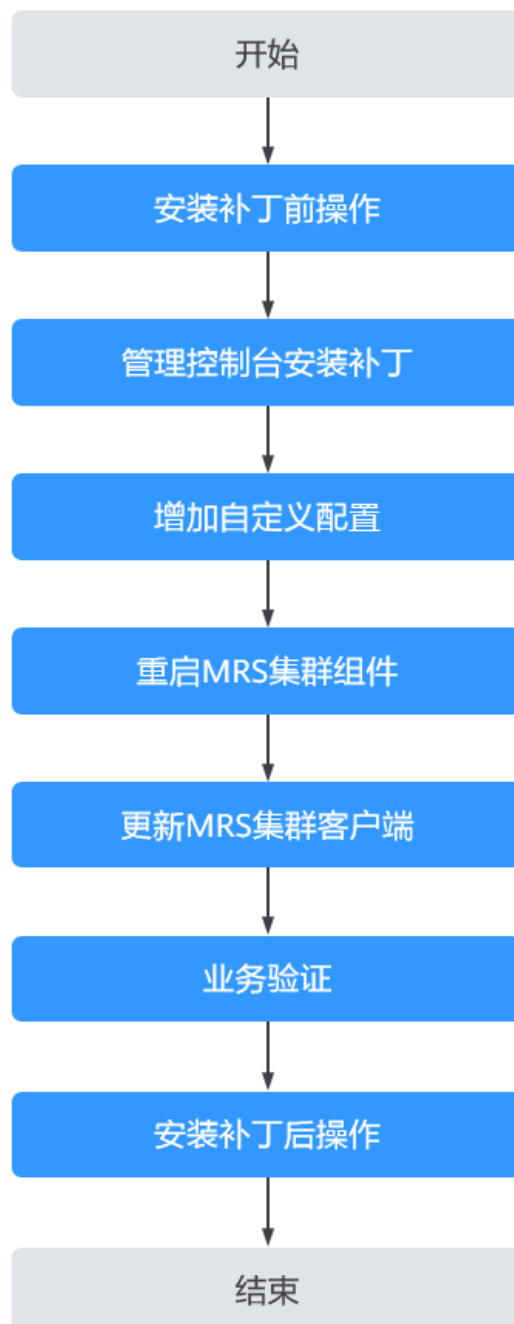 开始
安装补丁前操作
管理控制台安装补丁
增加自定义配置
重启MRS集群组件
更新MRS集群客户端
业务验证
安装补丁后操作
结束